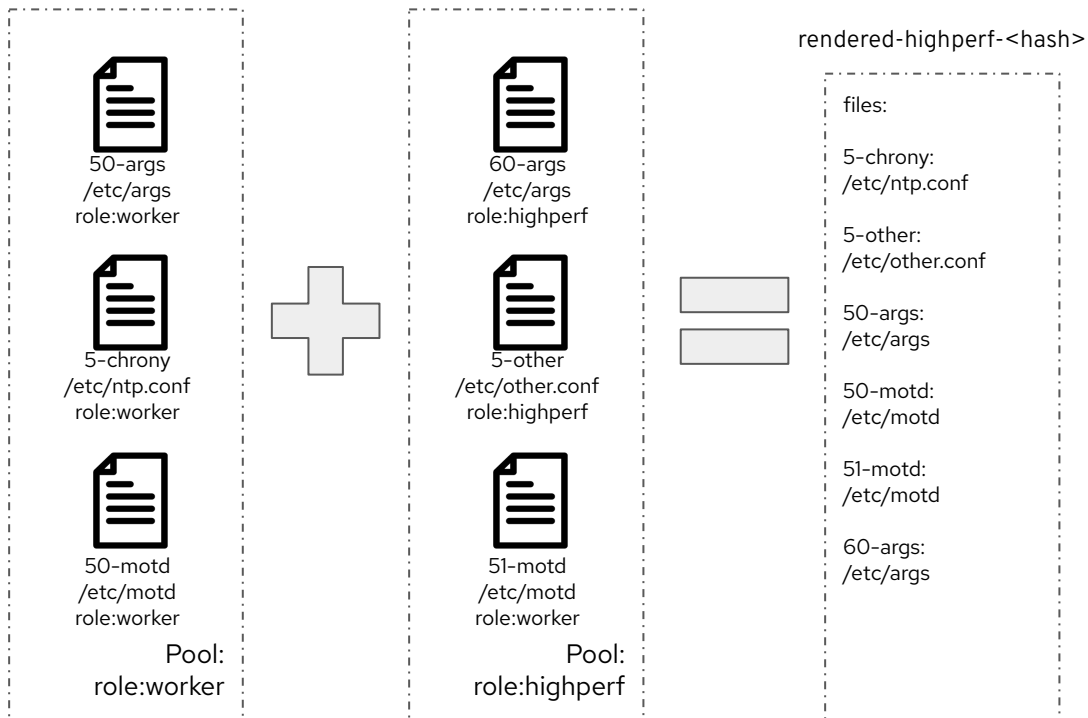 50-args
/etc/args
role:worker
5-chrony
/etc/ntp.conf
role:worker
50-motd
/etc/motd
role:worker
Pool:
role:worker
60-args
/etc/args
role:highperf
5-other
/etc/other.conf
role:highperf
51-motd
/etc/motd
role:worker
Pool:
role:highperf
rendered-highperf-<hash>
files:
5-chrony:
/etc/ntp.conf
5-other:
/etc/other.conf
50-args:
/etc/args
50-motd:
/etc/motd
51-motd:
/etc/motd
60-args:
/etc/args